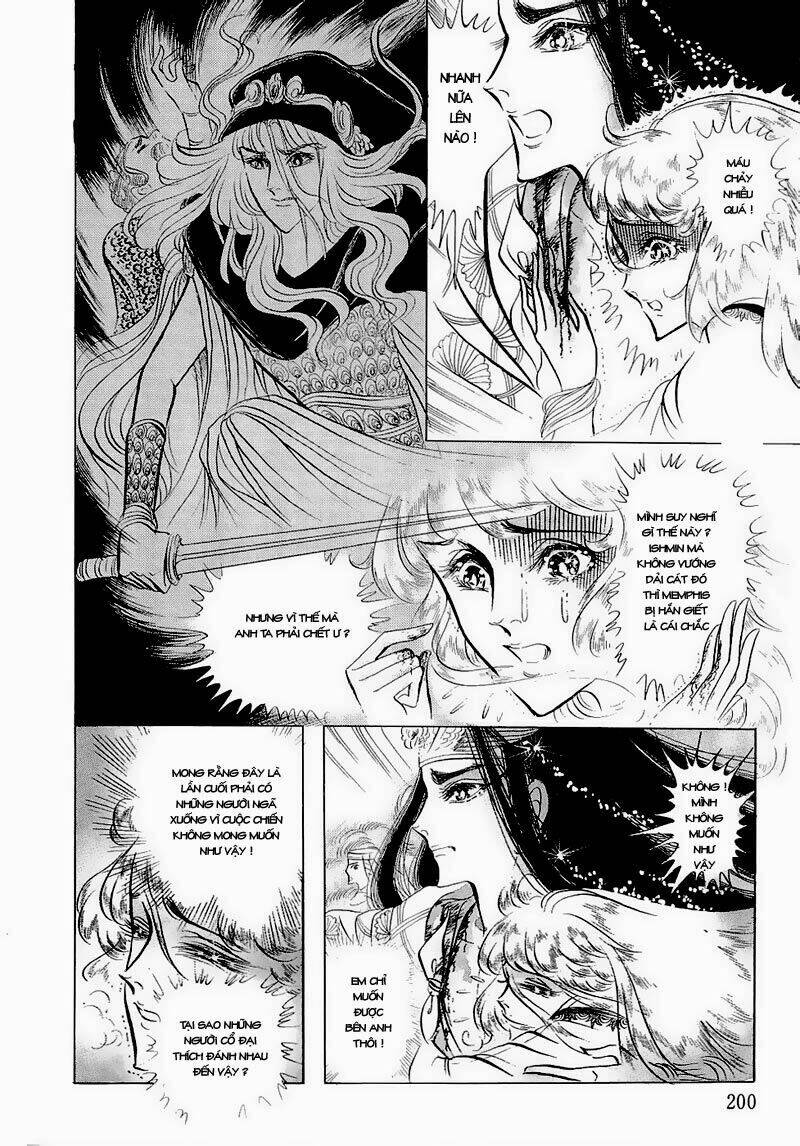 NHANH
NỮA
LÊN
NÀO !
MÁU
CHẢY
NHIỀU
QUÁ !
MÌNH SUY NGHĨ
GÌ THẾ NÀY ?
ISHMIN MÀ
KHÔNG VƯỚNG
DẢI CÁT ĐÓ
THÌ MEMPHIS
BỊ HẮN GIẾT
LÀ CÁI CHẮC
NHƯNG VÌ THẾ MÀ
ANH TA PHẢI CHẾT Ư ?
MONG RẰNG ĐÂY LÀ
LẦN CUỐI PHẢI CÓ
NHỮNG NGƯỜI NGÃ
XUỐNG VÌ CUỘC CHIẾN
KHÔNG MONG MUỐN
NHƯ VẬY !
TẠI SAO NHỮNG
NGƯỜI CỔ ĐẠI
THÍCH ĐÁNH NHAU
ĐẾN VẬY ?
KHÔNG !
MÌNH
KHÔNG
MUỐN
NHƯ
VẬY
EM CHỈ
MUỐN
ĐƯỢC
BÊN ANH
THÔI !
200